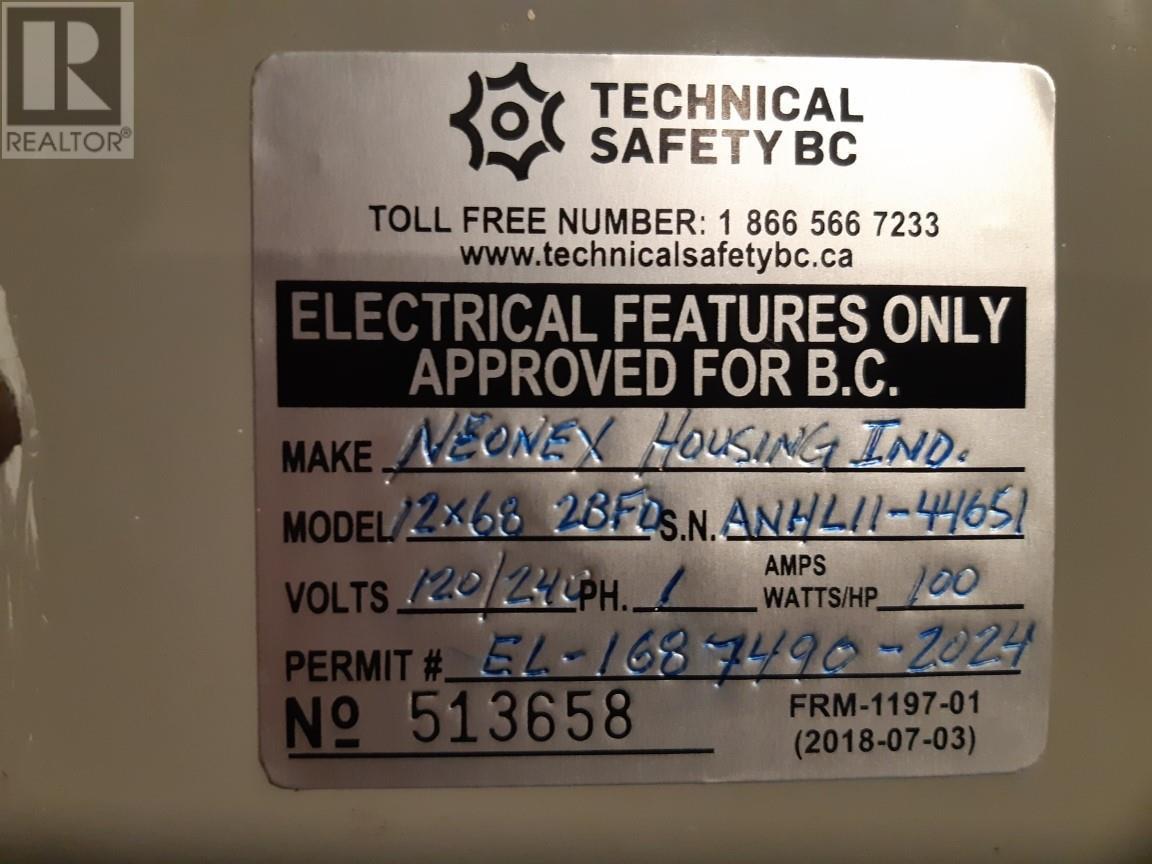 REALTOR®
TECHNICAL
SAFETY BC
TOLL FREE NUMBER: 1 866 566 7233
www.technicalsafetybc.ca
ELECTRICAL FEATURES ONLY
APPROVED FOR B.C.
MAKE NEONEX HOUSING IND.
MODEL 12x68 2BFD S.N. ANHL11-44651
VOLTS 120/240 PH. 1 AMPS WATTS/HP 100
PERMIT # EL-1687490-2024
Nº 513658
FRM-1197-01
(2018-07-03)